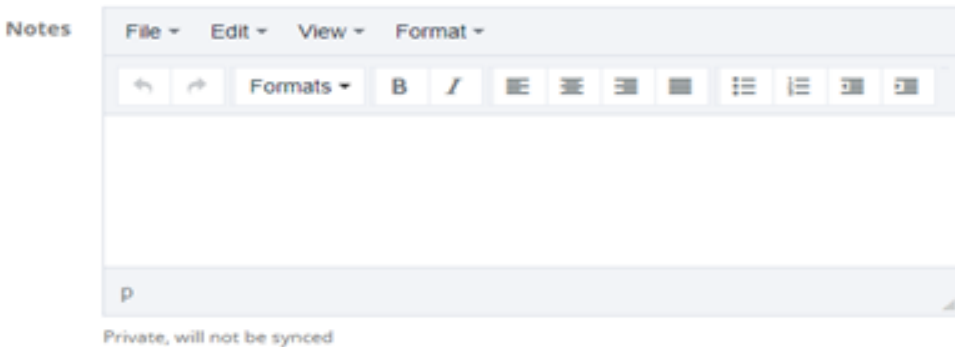 Notes File Edit View Format
Formats B I
p
Private, will not be synced